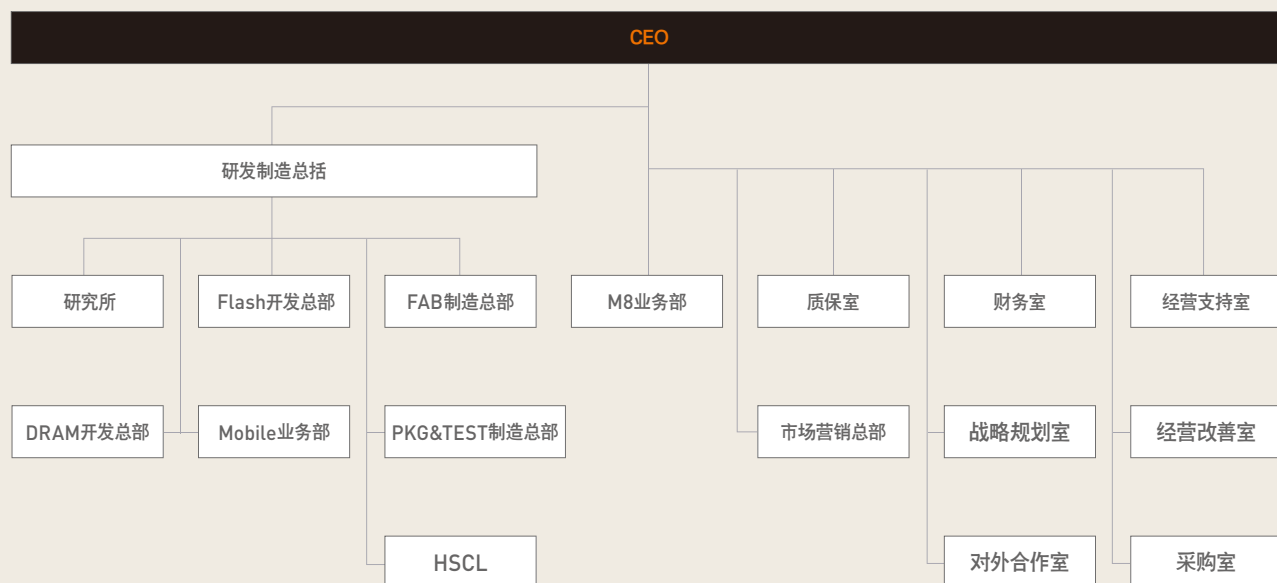 CEO
研发制造总括
研究所
Flash开发总部
FAB制造总部
M8业务部
质保室
财务室
经营支持室
DRAM开发总部
Mobile业务部
PKG&TEST制造总部
市场营销总部
战略规划室
经营改善室
HSCL
对外合作室
采购室